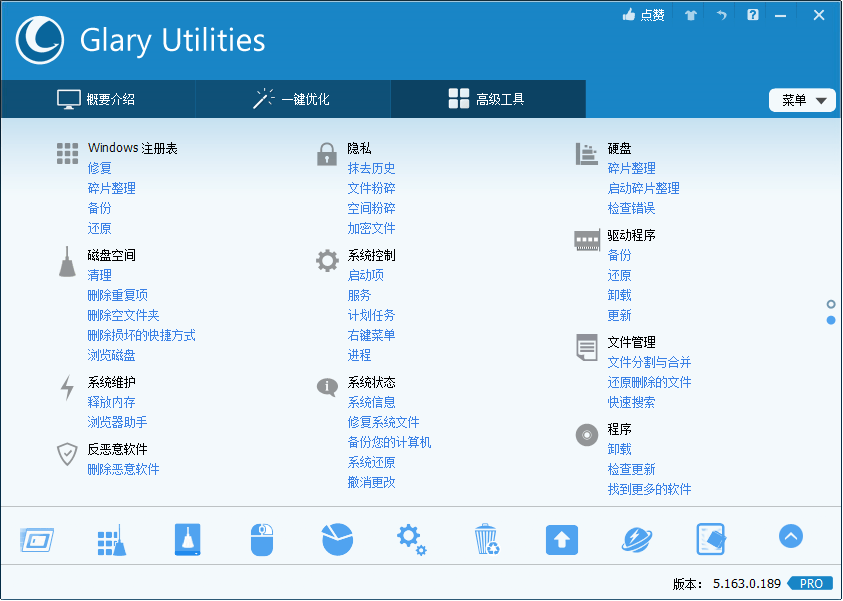 点赞
Glary Utilities
概要介绍
一键优化
高级工具
菜单
Windows 注册表
修复
碎片整理
备份
还原
磁盘空间
清理
删除重复项
删除空文件夹
删除损坏的快捷方式
浏览磁盘
系统维护
释放内存
浏览器助手
反恶意软件
删除恶意软件
隐私
抹去历史
文件粉碎
空间粉碎
加密文件
系统控制
启动项
服务
计划任务
右键菜单
进程
系统状态
系统信息
修复系统文件
备份您的计算机
系统还原
撤消更改
硬盘
碎片整理
启动碎片整理
检查错误
驱动程序
备份
还原
卸载
更新
文件管理
文件分割与合并
还原删除的文件
快速搜索
程序
卸载
检查更新
找到更多的软件
版本: 5.163.0.189 PRO